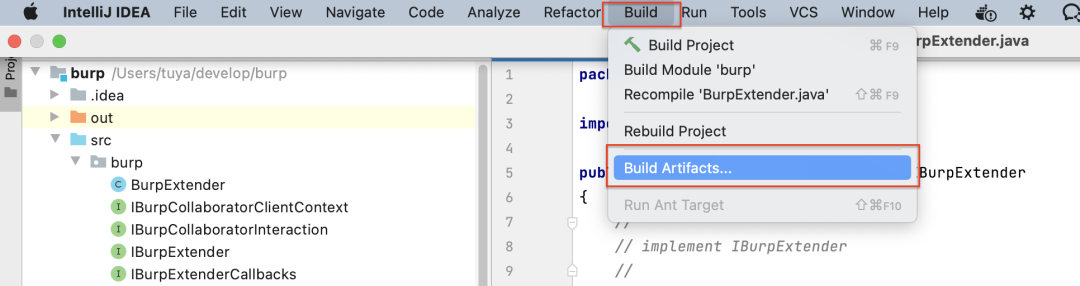 IntelliJ IDEA File Edit View Navigate Code Analyze Refactor Build Run Tools VCS Window Help
rpExtender.java
Proj
burp /Users/tuya/develop/burp
.idea
out
src
burp
BurpExtender
IBurpCollaboratorClientContext
IBurpCollaboratorInteraction
IBurpExtender
IBurpExtenderCallbacks
Build Project ⌘F9
Build Module 'burp'
Recompile 'BurpExtender.java' ⇧⌘F9
Rebuild Project
Build Artifacts...
Run Ant Target ⇧⌘F10
1 pac
2
3 impo
4
5 pub BurpExtender
6 {
7 //
8 // implement IBurpExtender
9 //